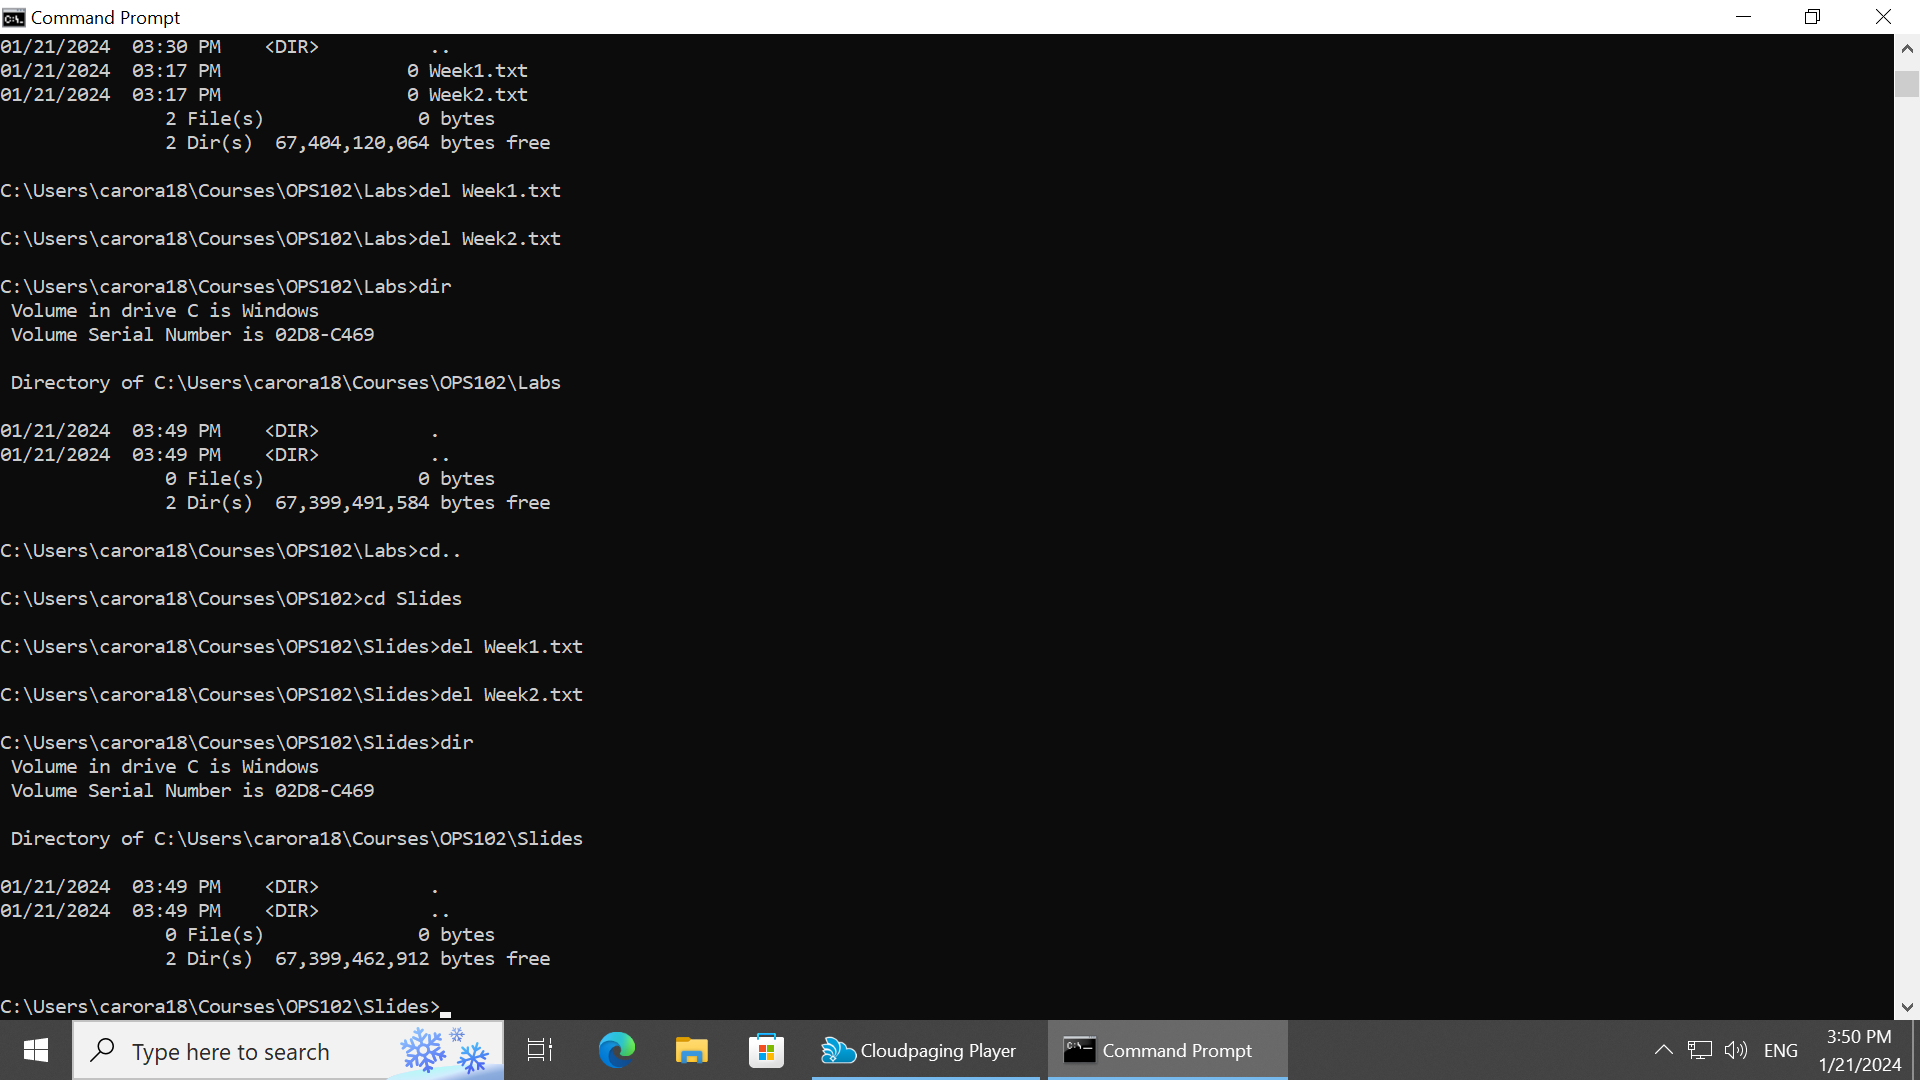 Command Prompt
01/21/2024  03:30 PM    <DIR>          ..
01/21/2024  03:17 PM                 0 Week1.txt
01/21/2024  03:17 PM                 0 Week2.txt
               2 File(s)              0 bytes
               2 Dir(s)  67,404,120,064 bytes free
C:\Users\carora18\Courses\OPS102\Labs>del Week1.txt
C:\Users\carora18\Courses\OPS102\Labs>del Week2.txt
C:\Users\carora18\Courses\OPS102\Labs>dir
 Volume in drive C is Windows
 Volume Serial Number is 02D8-C469
 Directory of C:\Users\carora18\Courses\OPS102\Labs
01/21/2024  03:49 PM    <DIR>          .
01/21/2024  03:49 PM    <DIR>          ..
               0 File(s)              0 bytes
               2 Dir(s)  67,399,491,584 bytes free
C:\Users\carora18\Courses\OPS102\Labs>cd..
C:\Users\carora18\Courses\OPS102>cd Slides
C:\Users\carora18\Courses\OPS102\Slides>del Week1.txt
C:\Users\carora18\Courses\OPS102\Slides>del Week2.txt
C:\Users\carora18\Courses\OPS102\Slides>dir
 Volume in drive C is Windows
 Volume Serial Number is 02D8-C469
 Directory of C:\Users\carora18\Courses\OPS102\Slides
01/21/2024  03:49 PM    <DIR>          .
01/21/2024  03:49 PM    <DIR>          ..
               0 File(s)              0 bytes
               2 Dir(s)  67,399,462,912 bytes free
C:\Users\carora18\Courses\OPS102\Slides>_
Type here to search
Cloudpaging Player
Command Prompt
ENG
3:50 PM
1/21/2024